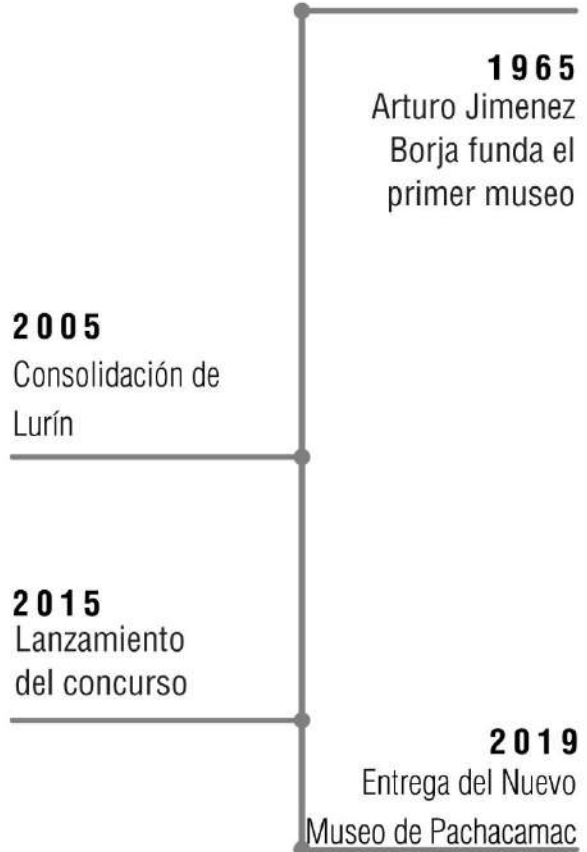 1965
Arturo Jimenez
Borja funda el
primer museo
2005
Consolidación de
Lurín
2015
Lanzamiento
del concurso
2019
Entrega del Nuevo
Museo de Pachacamac